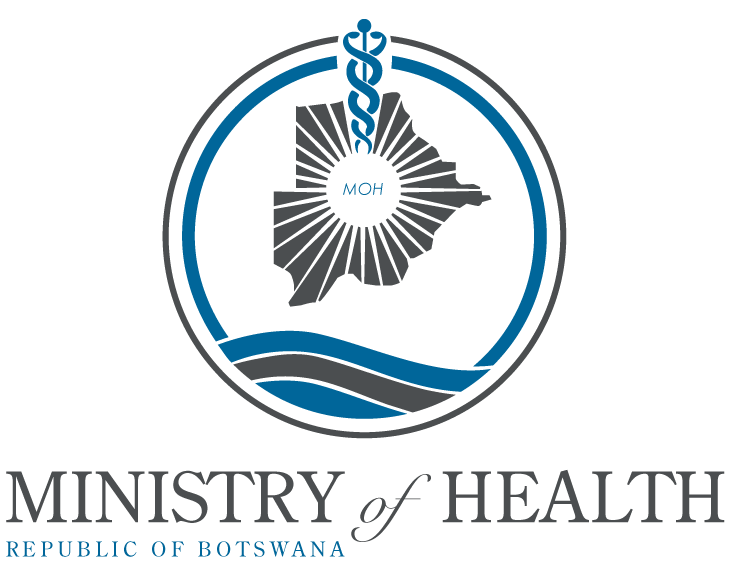 MOH
MINISTRY of HEALTH
REPUBLIC OF BOTSWANA